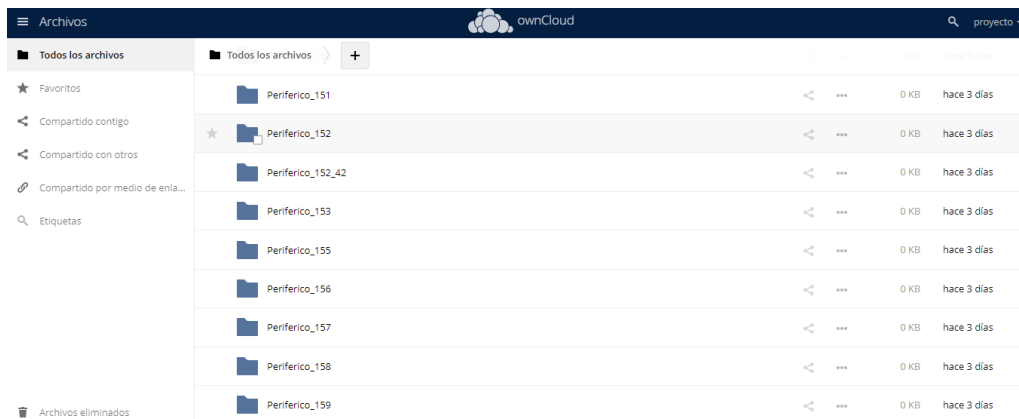 Archivos
ownCloud
proyecto
Todos los archivos
Favoritos
Compartido contigo
Compartido con otros
Compartido por medio de enla...
Etiquetas
Archivos eliminados
Todos los archivos +
Periferico_151 ... 0 KB hace 3 días
Periferico_152 ... 0 KB hace 3 días
Periferico_152_42 ... 0 KB hace 3 días
Periferico_153 ... 0 KB hace 3 días
Periferico_155 ... 0 KB hace 3 días
Periferico_156 ... 0 KB hace 3 días
Periferico_157 ... 0 KB hace 3 días
Periferico_158 ... 0 KB hace 3 días
Periferico_159 ... 0 KB hace 3 días